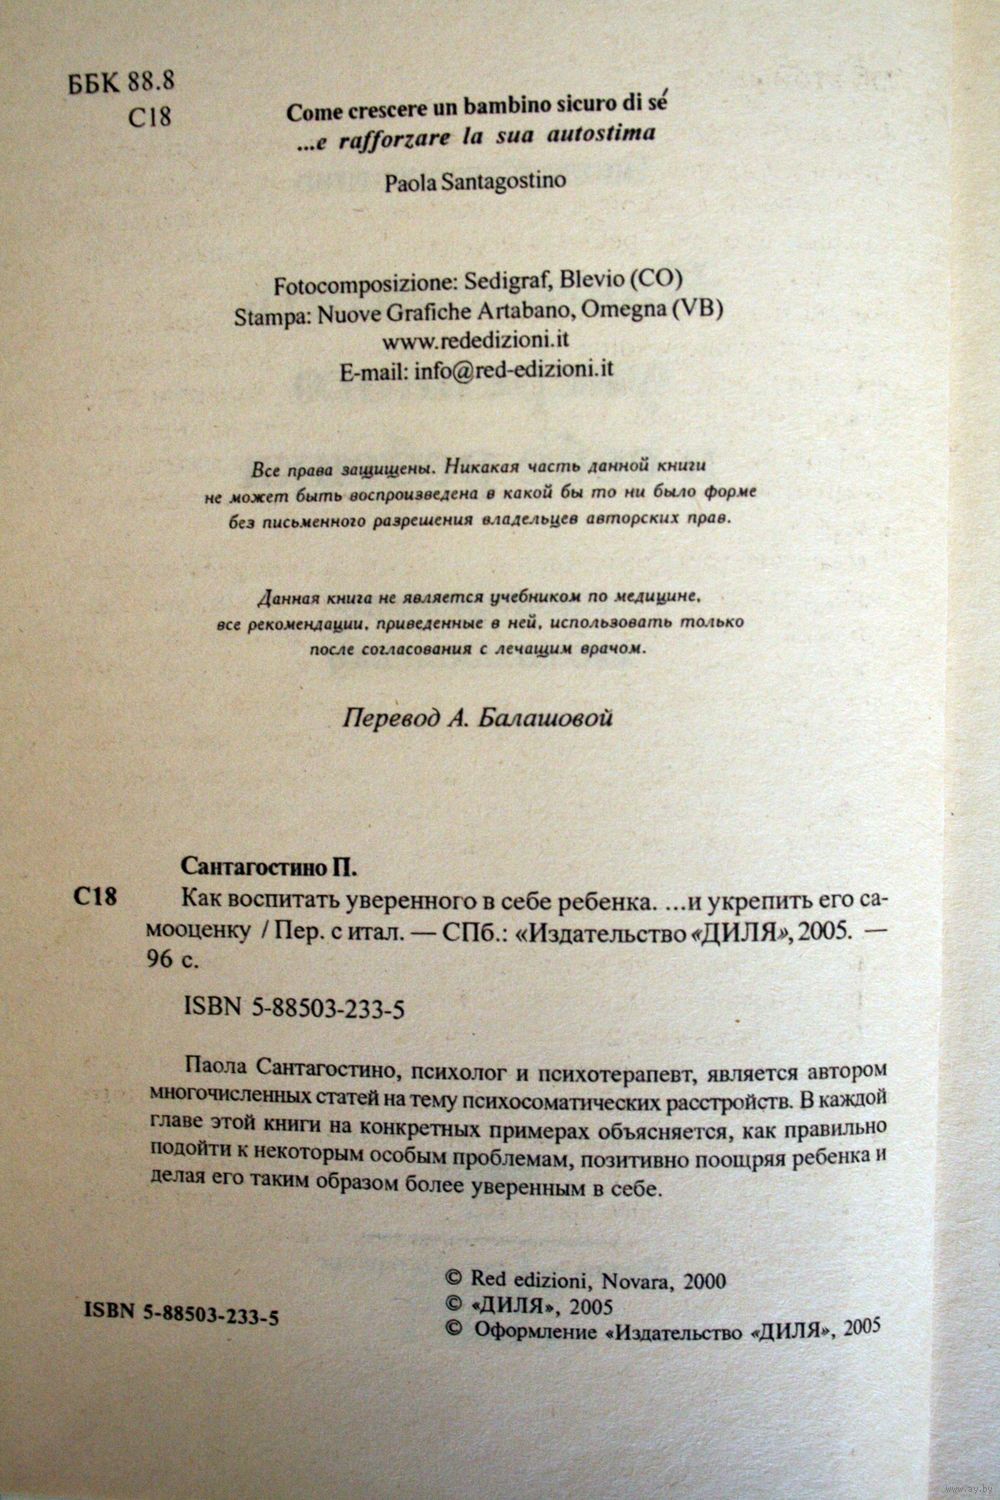 ББК 88.8
С18
Come crescere un bambino sicuro di sé
...e rafforzare la sua autostima
Paola Santagostino
Fotocomposizione: Sedigraf, Blevio (CO)
Stampa: Nuove Grafiche Artabano, Omegna (VB)
www.rededizioni.it
E-mail: info@red-edizioni.it
Все права защищены. Никакая часть данной книги
не может быть воспроизведена в какой бы то ни было форме
без письменного разрешения владельцев авторских прав.
Данная книга не является учебником по медицине,
все рекомендации, приведенные в ней, использовать только
после согласования с лечащим врачом.
Перевод А. Балашовой
Сантагостино П.
С18 Как воспитать уверенного в себе ребенка. ...и укрепить его са-
мооценку / Пер. с итал. — СПб.: «Издательство «ДИЛЯ», 2005. —
96 с.
ISBN 5-88503-233-5
Паола Сантагостино, психолог и психотерапевт, является автором
многочисленных статей на тему психосоматических расстройств. В каждой
главе этой книги на конкретных примерах объясняется, как правильно
подойти к некоторым особым проблемам, позитивно поощряя ребенка и
делая его таким образом более уверенным в себе.
© Red edizioni, Novara, 2000
© «ДИЛЯ», 2005
ISBN 5-88503-233-5
© Оформление «Издательство «ДИЛЯ», 2005
www.ay.by